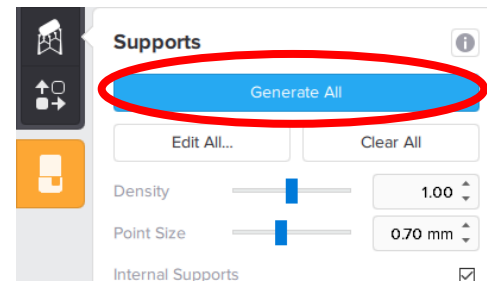 Supports
Generate All
Edit All... Clear All
Density 1.00
Point Size 0.70 mm
Internal Supports